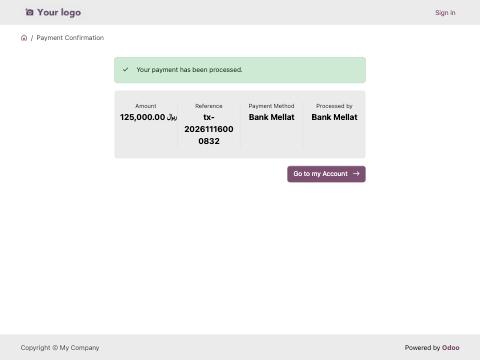 Your logo
Sign in
/ Payment Confirmation
Your payment has been processed.
Amount
125,000.00 ﷼
Reference
tx-
2026111600
0832
Payment Method
Bank Mellat
Processed by
Bank Mellat
Go to my Account →
Copyright © My Company
Powered by Odoo